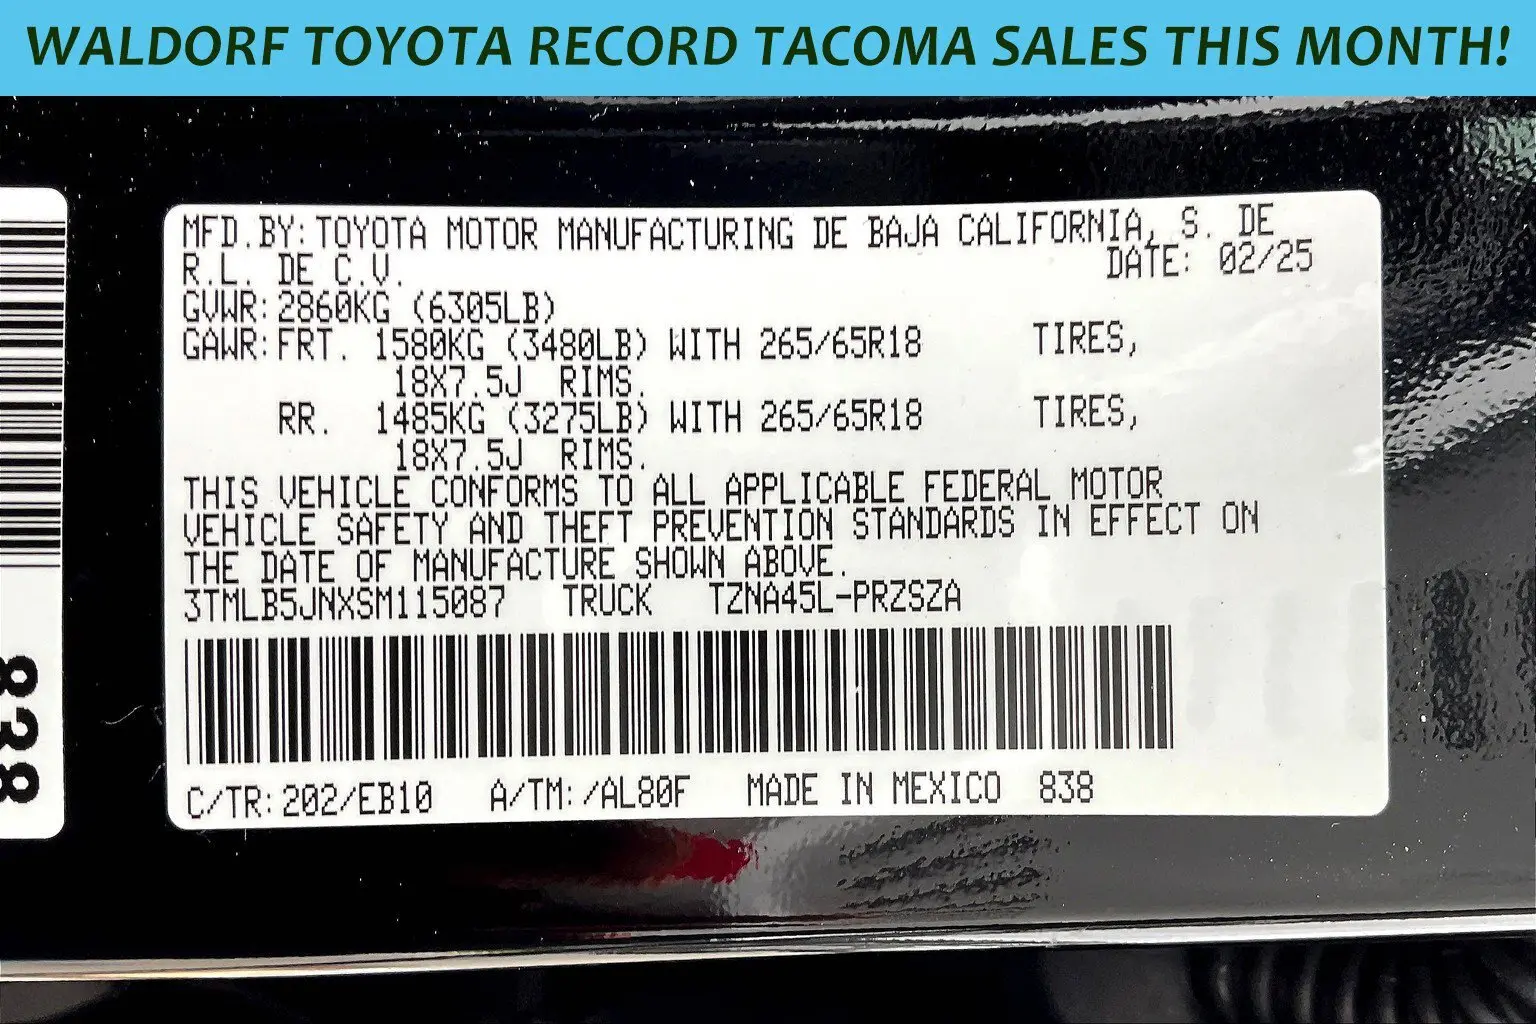 WALDORF TOYOTA RECORD TACOMA SALES THIS MONTH!
MFD.BY: TOYOTA MOTOR MANUFACTURING DE BAJA CALIFORNIA, S. DE
R.L. DE C.V. DATE: 02/25
GVWR: 2860KG (6305LB)
GAWR: FRT. 1580KG (3480LB) WITH 265/65R18 TIRES,
18X7.5J RIMS.
RR. 1485KG (3275LB) WITH 265/65R18 TIRES,
18X7.5J RIMS.
THIS VEHICLE CONFORMS TO ALL APPLICABLE FEDERAL MOTOR
VEHICLE SAFETY AND THEFT PREVENTION STANDARDS IN EFFECT ON
THE DATE OF MANUFACTURE SHOWN ABOVE.
3TMLB5JNXSM115087 TRUCK TZNA45L-PRZSZA
C/TR: 202/EB10 A/TM: /AL80F MADE IN MEXICO 838
838